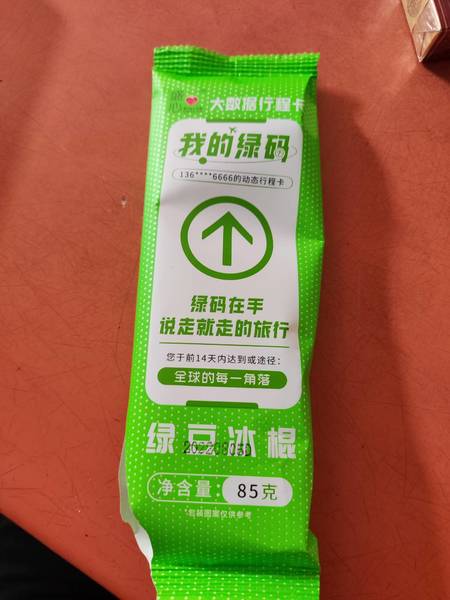 大数据行程卡
我的绿码
136****6666的动态行程卡
绿码在手
说走就走的旅行
您于前14天内达到或途径：
全球的每一角落
绿豆冰棍
20220803D
净含量： 85克
*包装图案仅供参考